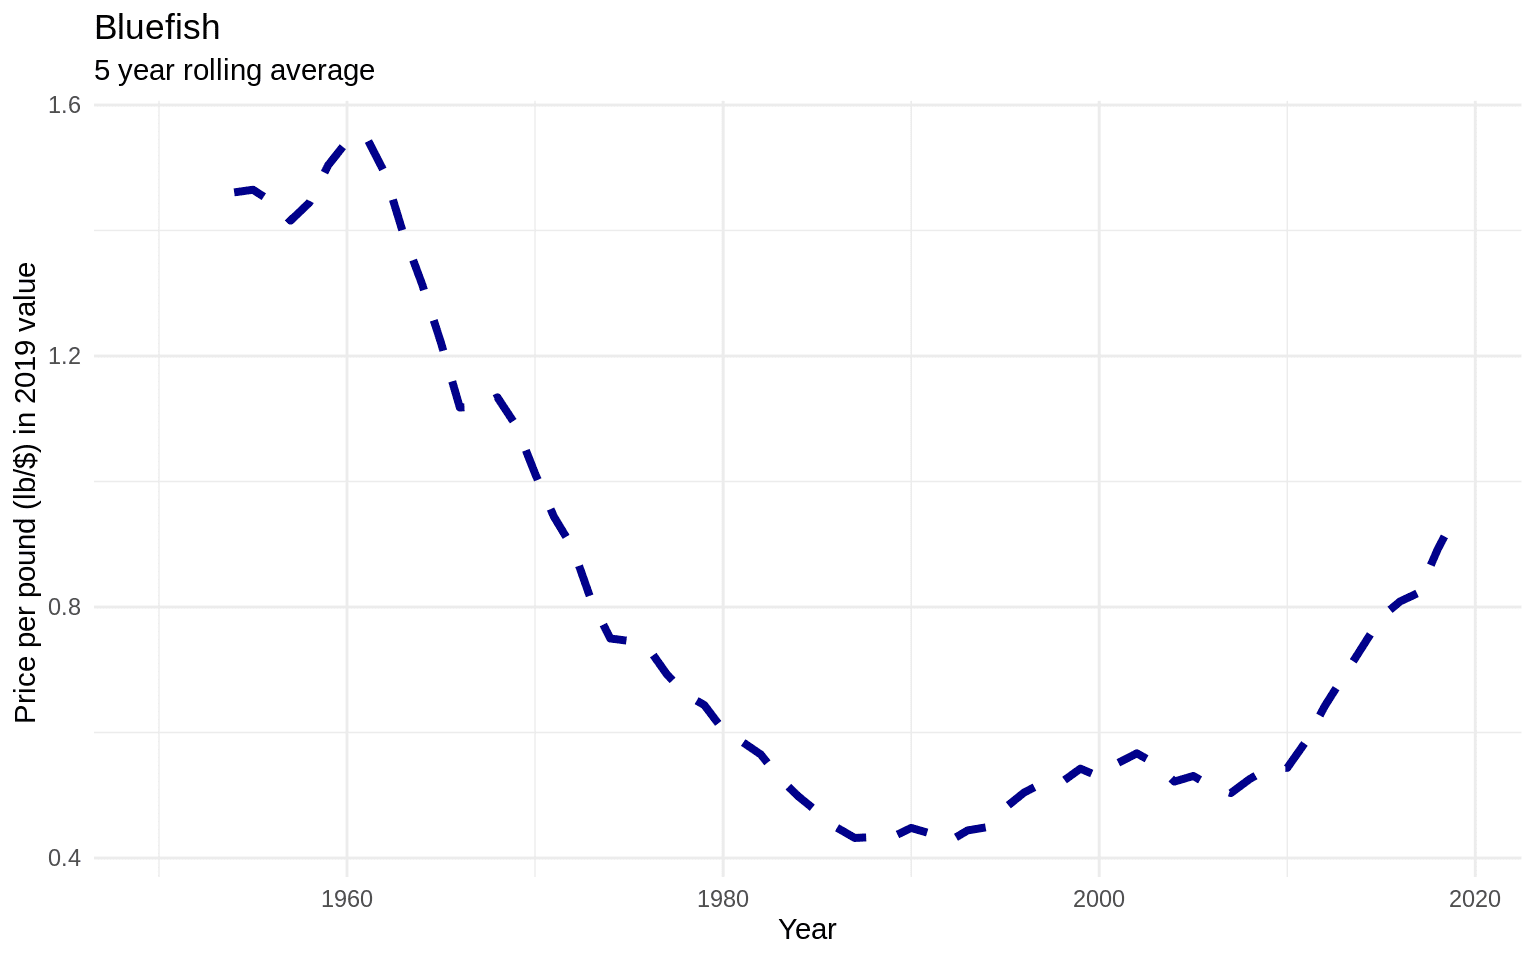 Bluefish
5 year rolling average
Price per pound (lb/$) in 2019 value
1.6
1.2
0.8
0.4
1960
1980
2000
2020
Year